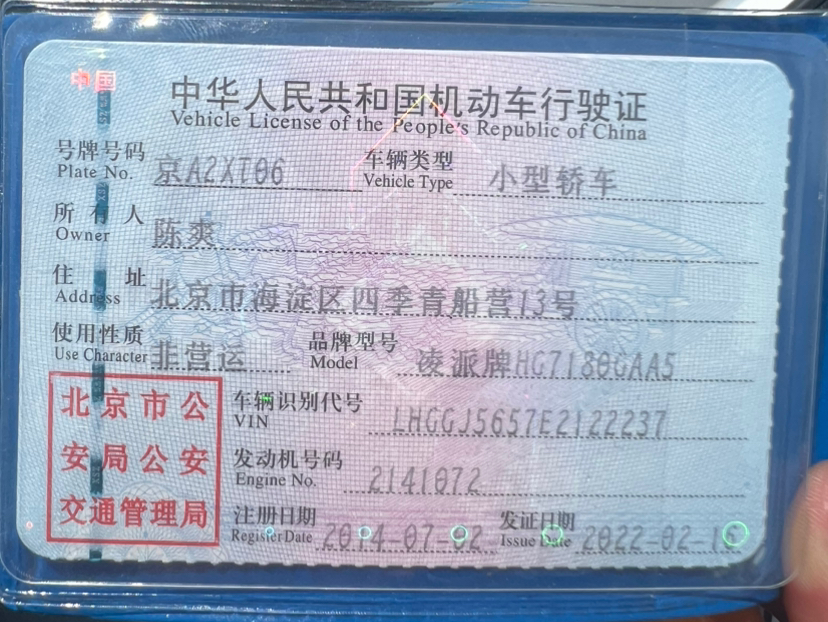 中国
中华人民共和国机动车行驶证
Vehicle License of the People's Republic of China
号牌号码 京A2XT06 车辆类型 小型轿车
Plate No. Vehicle Type
所有人 陈爽
Owner
住址 北京市海淀区四季青船营13号
Address
使用性质 非营运 品牌型号 凌派牌HG7180GAA5
Use Character Model
北京市公
安局公安
交通管理局
车辆识别代号 LHGGJ5657E2122237
VIN
发动机号码 2141072
Engine No.
注册日期 2014-07-02 发证日期
Register Date Issue Date